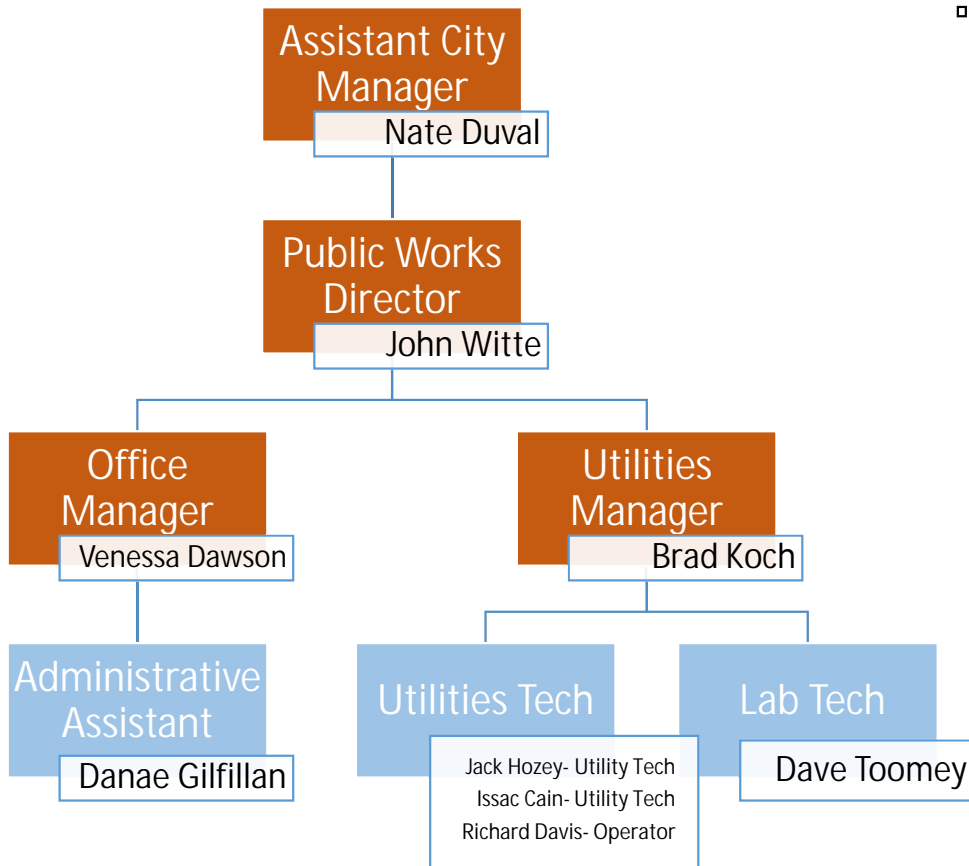 Assistant City
Manager
Nate Duval
Public Works
Director
John Witte
Office
Manager
Venessa Dawson
Utilities
Manager
Brad Koch
Administrative
Assistant
Danae Gilfillan
Utilities Tech
Jack Hozey- Utility Tech
Issac Cain- Utility Tech
Richard Davis- Operator
Lab Tech
Dave Toomey